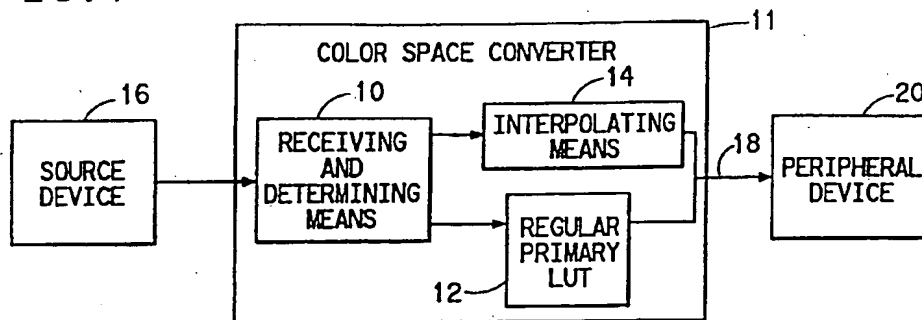 11
COLOR SPACE CONVERTER
16
10
14
20
SOURCE
DEVICE
RECEIVING
AND
DETERMINING
MEANS
INTERPOLATING
MEANS
18
PERIPHERAL
DEVICE
REGULAR
PRIMARY
LUT
12